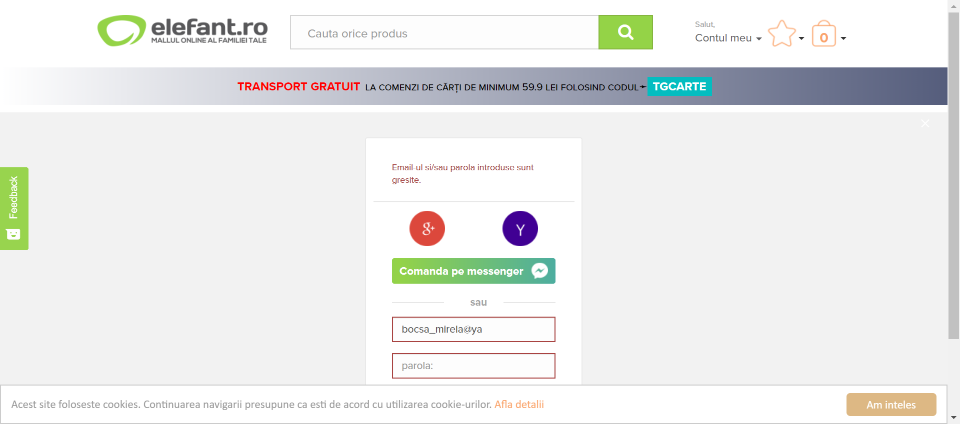 elefant.ro
MALLUL ONLINE AL FAMILIEI TALE
Cauta orice produs
Salut,
Contul meu
0
TRANSPORT GRATUIT LA COMENZI DE CĂRȚI DE MINIMUM 59.9 LEI FOLOSIND CODUL TGCARTE
Feedback
Email-ul si/sau parola introduse sunt
gresite.
g+
Y
Comanda pe messenger
sau
bocsa_mirela@ya
parola:
Acest site foloseste cookies. Continuarea navigarii presupune ca esti de acord cu utilizarea cookie-urilor. Afla detalii
Am inteles